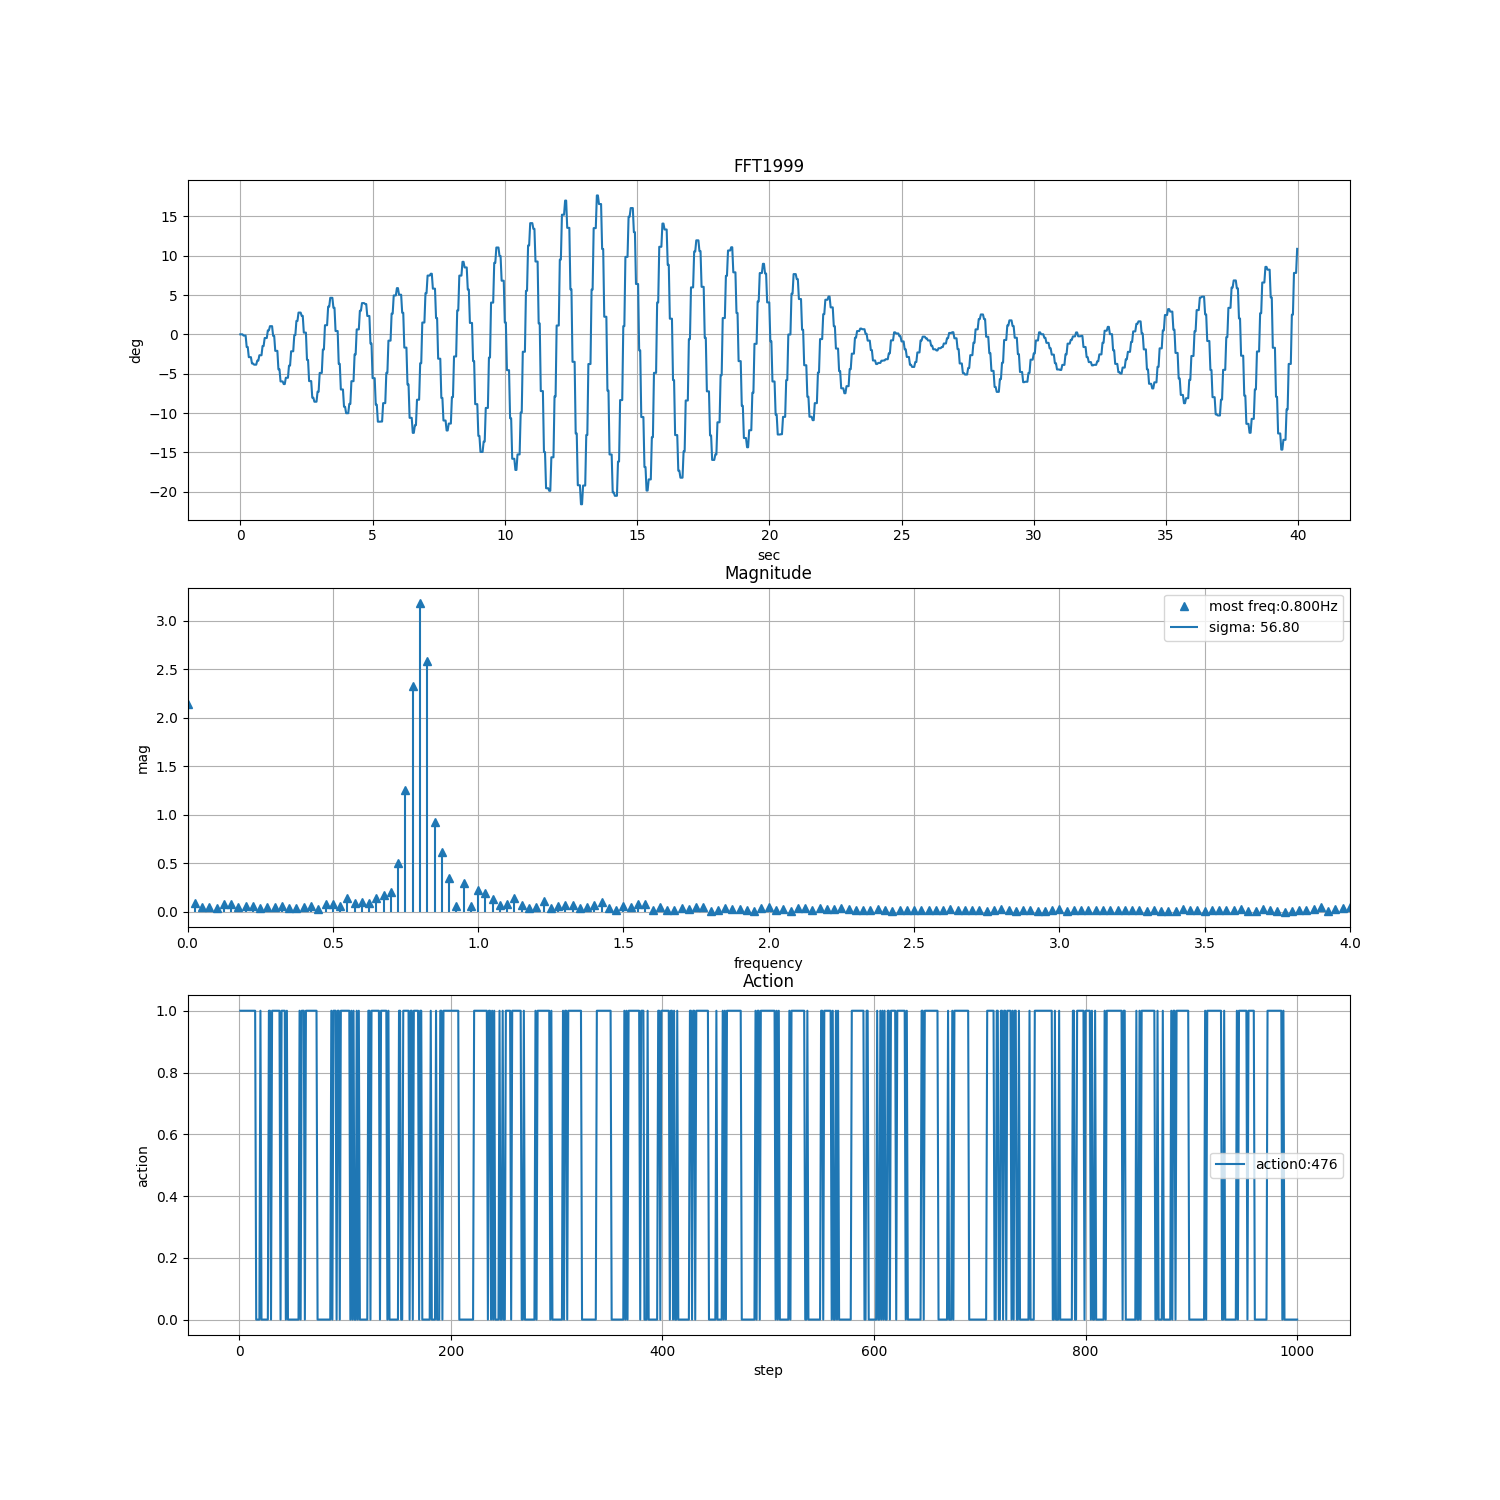 FFT1999
15
10
5
0
−5
−10
−15
−20
deg
0 5 10 15 20 25 30 35 40
sec
Magnitude
most freq:0.800Hz
sigma: 56.80
3.0
2.5
2.0
1.5
1.0
0.5
0.0
mag
0.0 0.5 1.0 1.5 2.0 2.5 3.0 3.5 4.0
frequency
Action
1.0
0.8
0.6
0.4
0.2
0.0
action
action0:476
0 200 400 600 800 1000
step